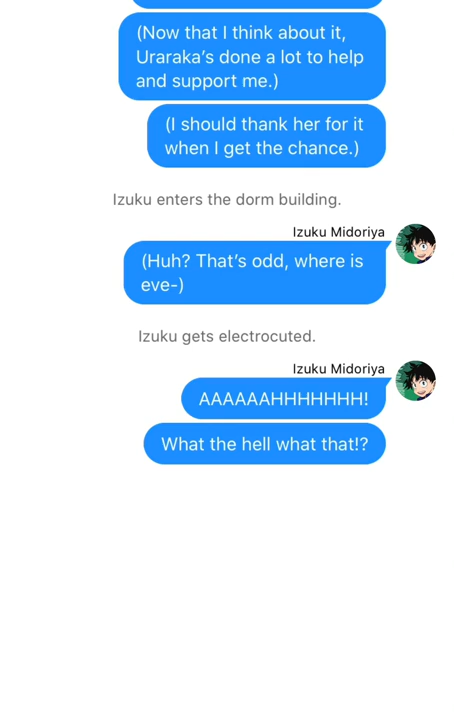 (Now that I think about it,
Uraraka’s done a lot to help
and support me.)
(I should thank her for it
when I get the chance.)
Izuku enters the dorm building.
Izuku Midoriya
(Huh? That’s odd, where is
eve-)
Izuku gets electrocuted.
Izuku Midoriya
AAAAAAHHHHHHH!
What the hell what that!?